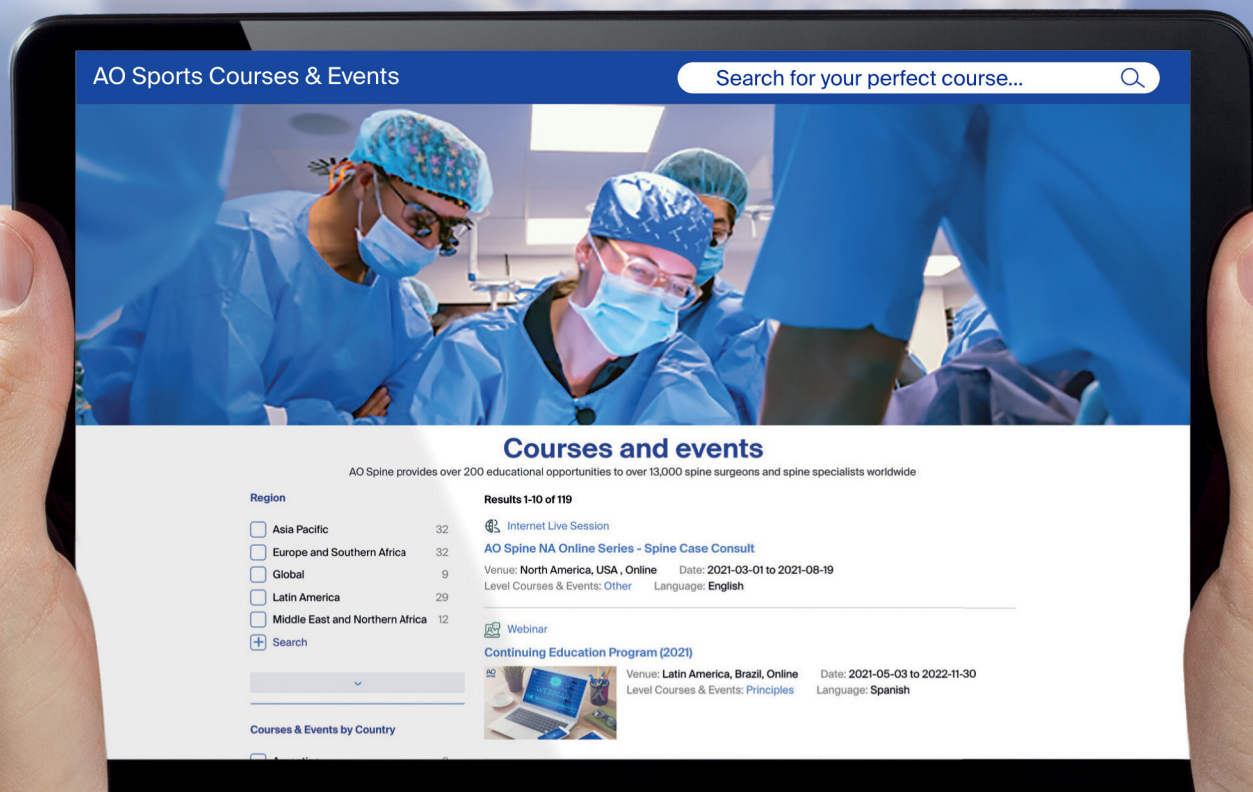 AO Sports Courses & Events
Search for your perfect course...
Courses and events
AO Spine provides over 200 educational opportunities to over 13,000 spine surgeons and spine specialists worldwide
Region
Asia Pacific 32
Europe and Southern Africa 32
Global 9
Latin America 29
Middle East and Northern Africa 12
Search
Courses & Events by Country
Results 1-10 of 119
Internet Live Session
AO Spine NA Online Series - Spine Case Consult
Venue: North America, USA , Online Date: 2021-03-01 to 2021-08-19
Level Courses & Events: Other Language: English
Webinar
Continuing Education Program (2021)
AO
WEBINAR
Venue: Latin America, Brazil, Online Date: 2021-05-03 to 2022-11-30
Level Courses & Events: Principles Language: Spanish